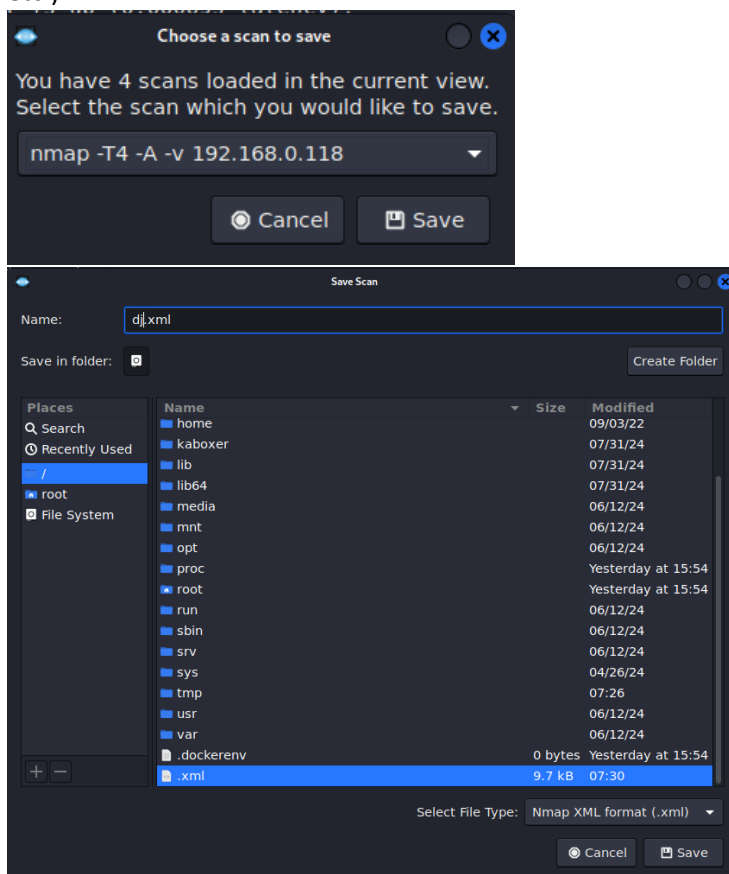 Choose a scan to save
You have 4 scans loaded in the current view.
Select the scan which you would like to save.
nmap -T4 -A -v 192.168.0.118
Cancel Save
Save Scan
Name: dj.xml
Save in folder: Create Folder
Places Name Size Modified
Search home 09/03/22
Recently Used kaboxer 07/31/24
/ lib 07/31/24
root lib64 07/31/24
File System media 06/12/24
mnt 06/12/24
opt 06/12/24
proc Yesterday at 15:54
root Yesterday at 15:54
run 06/12/24
sbin 06/12/24
srv 06/12/24
sys 04/26/24
tmp 07:26
usr 06/12/24
var 06/12/24
.dockerenv 0 bytes Yesterday at 15:54
.xml 9.7 kB 07:30
Select File Type: Nmap XML format (.xml)
Cancel Save